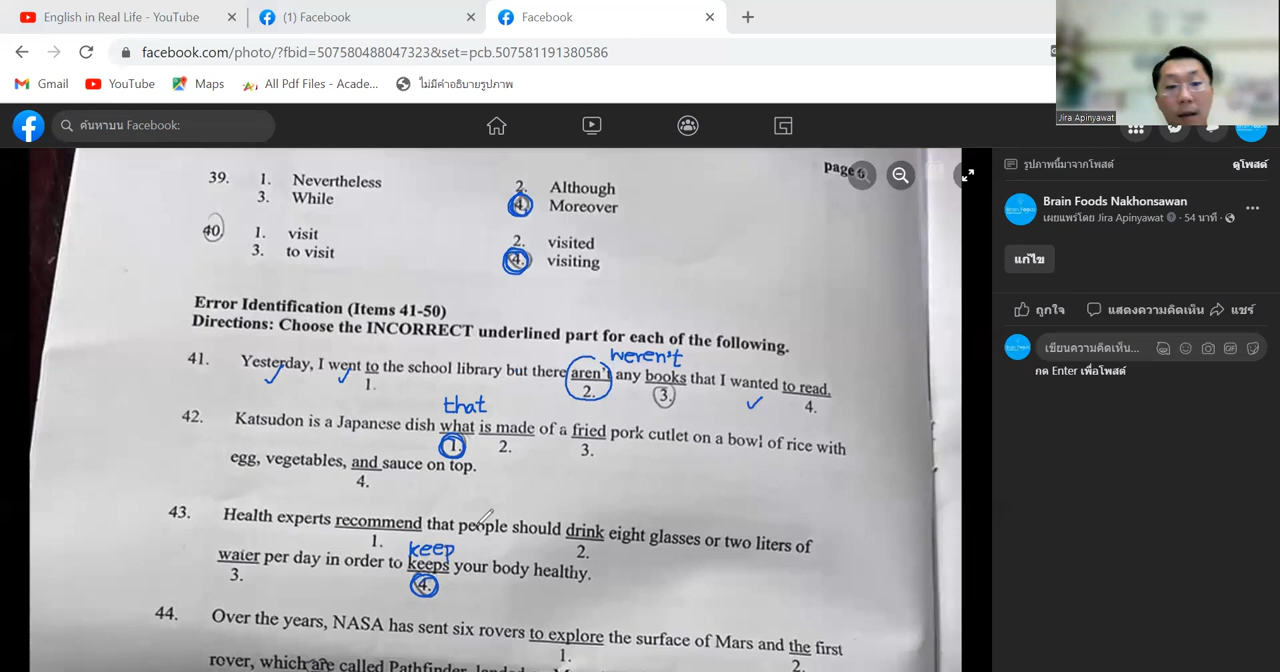 English in Real Life - YouTube
(1) Facebook
Facebook
facebook.com/photo/?fbid=507580488047323&set=pcb.507581191380586
Gmail YouTube Maps All Pdf Files - Acade... ไม่มีคำอธิบายรูปภาพ
Jira Apinyawat
ค้นหาบน Facebook:
รูปภาพนี้มาจากโพสต์ ดูโพสต์
Brain Foods Nakhonsawan
เผยแพร่โดย Jira Apinyawat · 54 นาที ·
แก้ไข
ถูกใจ แสดงความคิดเห็น แชร์
เขียนความคิดเห็น...
กด Enter เพื่อโพสต์
page 6
39. 1. Nevertheless 2. Although
3. While 4. Moreover
40. 1. visit 2. visited
3. to visit 4. visiting
Error Identification (Items 41-50)
Directions: Choose the INCORRECT underlined part for each of the following.
weren't
41. Yesterday, I went to the school library but there aren't any books that I wanted to read.
1. 2. 3. 4.
that
42. Katsudon is a Japanese dish what is made of a fried pork cutlet on a bowl of rice with
1. 2. 3.
egg, vegetables, and sauce on top.
4.
43. Health experts recommend that people should drink eight glasses or two liters of
1. 2.
keep
water per day in order to keeps your body healthy.
3. 4.
44. Over the years, NASA has sent six rovers to explore the surface of Mars and the first
1. 2.
rover, which are called Pathfinder,